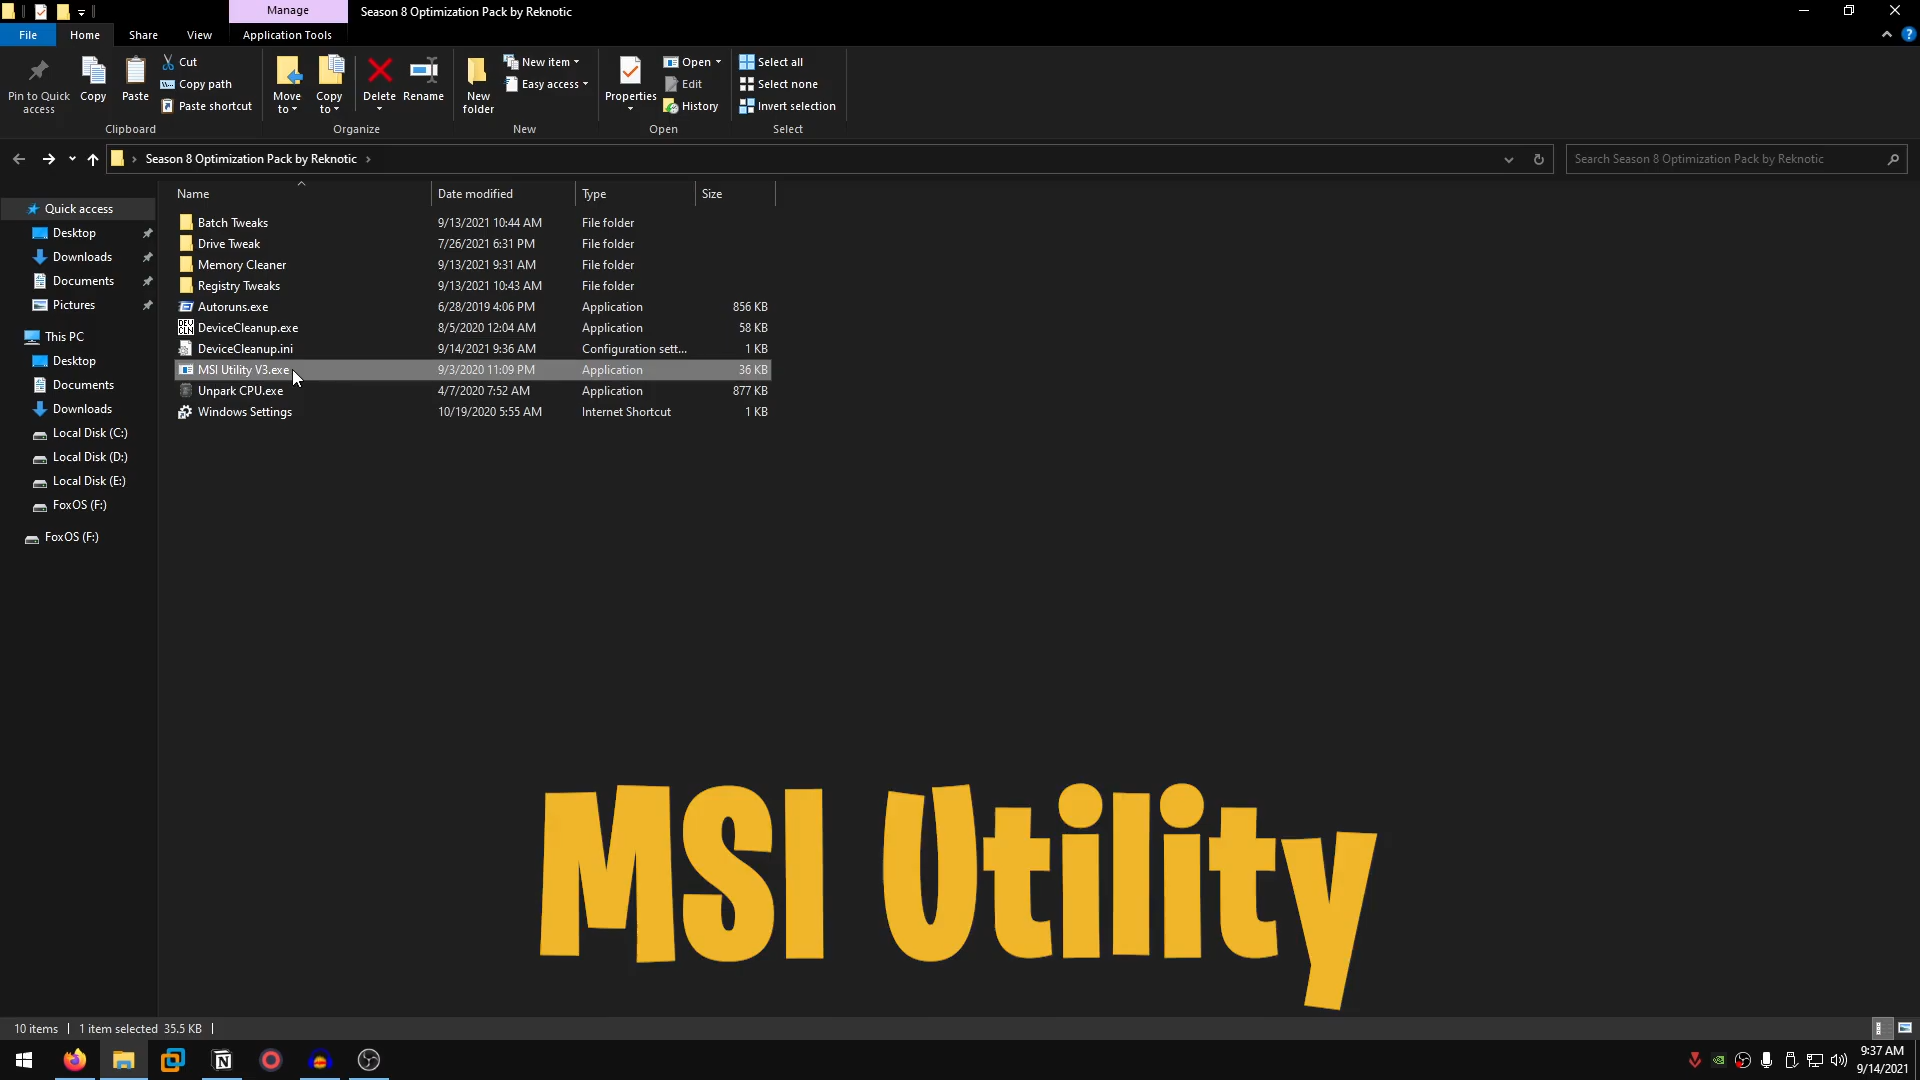 Manage
Season 8 Optimization Pack by Reknotic
File
Home
Share
View
Application Tools
Pin to Quick access
Copy
Paste
Cut
Copy path
Paste shortcut
Clipboard
Move to
Copy to
Delete
Rename
Organize
New folder
New item
Easy access
New
Properties
Open
Edit
History
Open
Select all
Select none
Invert selection
Select
Season 8 Optimization Pack by Reknotic
Search Season 8 Optimization Pack by Reknotic
Quick access
Desktop
Downloads
Documents
Pictures
This PC
Desktop
Documents
Downloads
Local Disk (C:)
Local Disk (D:)
Local Disk (E:)
FoxOS (F:)
FoxOS (F:)
Name Date modified Type Size
Batch Tweaks 9/13/2021 10:44 AM File folder
Drive Tweak 7/26/2021 6:31 PM File folder
Memory Cleaner 9/13/2021 9:31 AM File folder
Registry Tweaks 9/13/2021 10:43 AM File folder
Autoruns.exe 6/28/2019 4:06 PM Application 856 KB
DeviceCleanup.exe 8/5/2020 12:04 AM Application 58 KB
DeviceCleanup.ini 9/14/2021 9:36 AM Configuration sett... 1 KB
MSI Utility V3.exe 9/3/2020 11:09 PM Application 36 KB
Unpark CPU.exe 4/7/2020 7:52 AM Application 877 KB
Windows Settings 10/19/2020 5:55 AM Internet Shortcut 1 KB
MSI Utility
10 items 1 item selected 35.5 KB
9:37 AM
9/14/2021